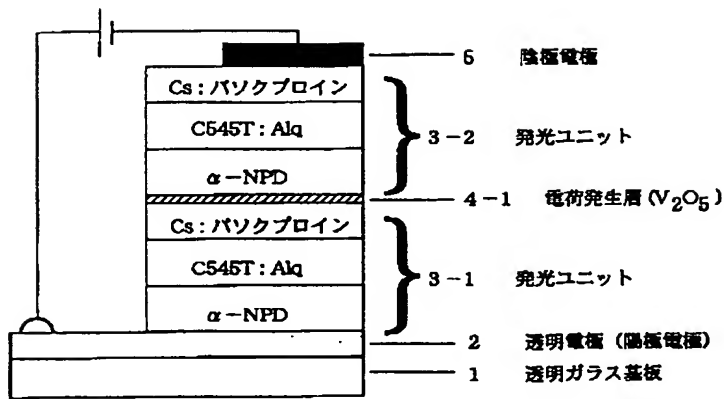 5 陰極電極
Cs:バソクプロイン
C545T:Alq
3-2 発光ユニット
α-NPD
4-1 電荷発生層(V₂O₅)
Cs:バソクプロイン
C545T:Alq
3-1 発光ユニット
α-NPD
2 透明電極(陽極電極)
1 透明ガラス基板